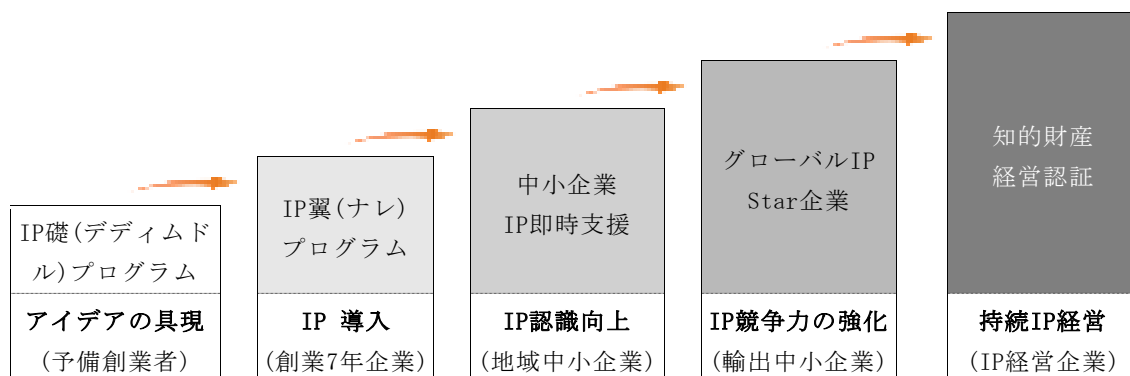 IP礎(デディムド
ル)プログラム
アイデアの具現
(予備創業者)
IP翼(ナレ)
プログラム
IP 導入
(創業7年企業)
中小企業
IP即時支援
IP認識向上
(地域中小企業)
グローバルIP
Star企業
IP競争力の強化
(輸出中小企業)
知的財産
経営認証
持続IP経営
(IP経営企業)